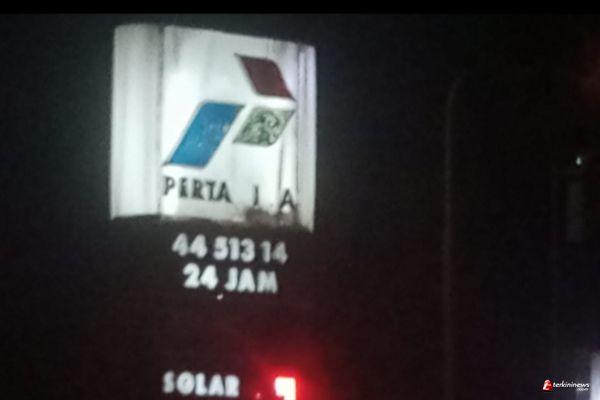 PERTA I A
44 513 14
24 JAM
SOLAR
terkininews